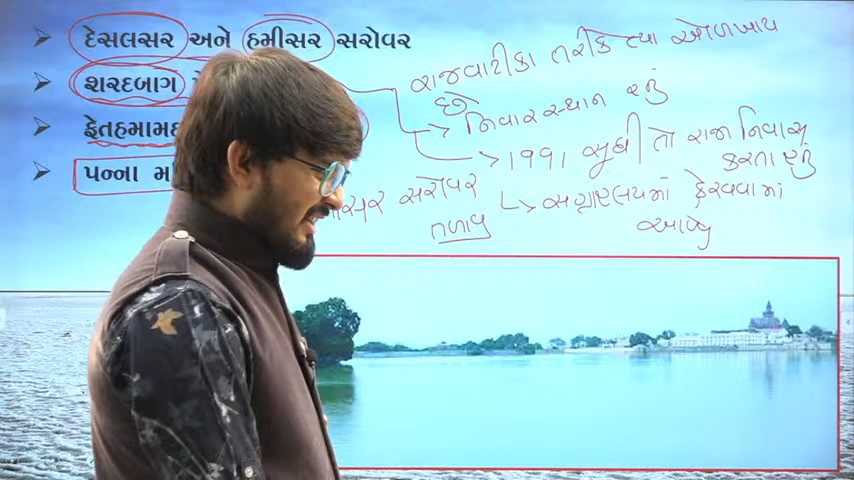 ➤ દેસલસર અને હમીસર સરોવર
➤ શરદબાગ
➤ ફતેહમામદ
➤ પન્ના મ
રાજવાટીકા તરીકે ત્યા ઓળખાય
છે
→ નિવાસસ્થાન હતું
→ 1991 સુધી તો રાજા નિવાસ
કરતા હતું
સર સરોવર
તળાવ
↳ સંગ્રાહલયમાં ફેરવવામાં
આવ્યુ